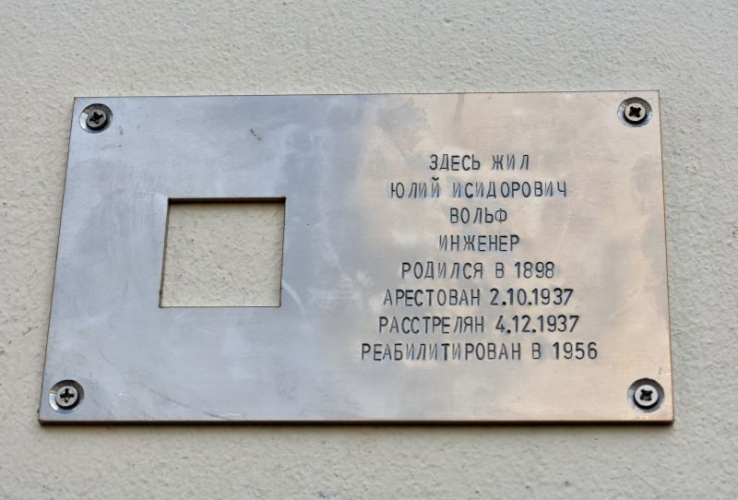 ЗДЕСЬ ЖИЛ
ЮЛИЙ ИСИДОРОВИЧ
ВОЛЬФ
ИНЖЕНЕР
РОДИЛСЯ В 1898
АРЕСТОВАН 2.10.1937
РАССТРЕЛЯН 4.12.1937
РЕАБИЛИТИРОВАН В 1956